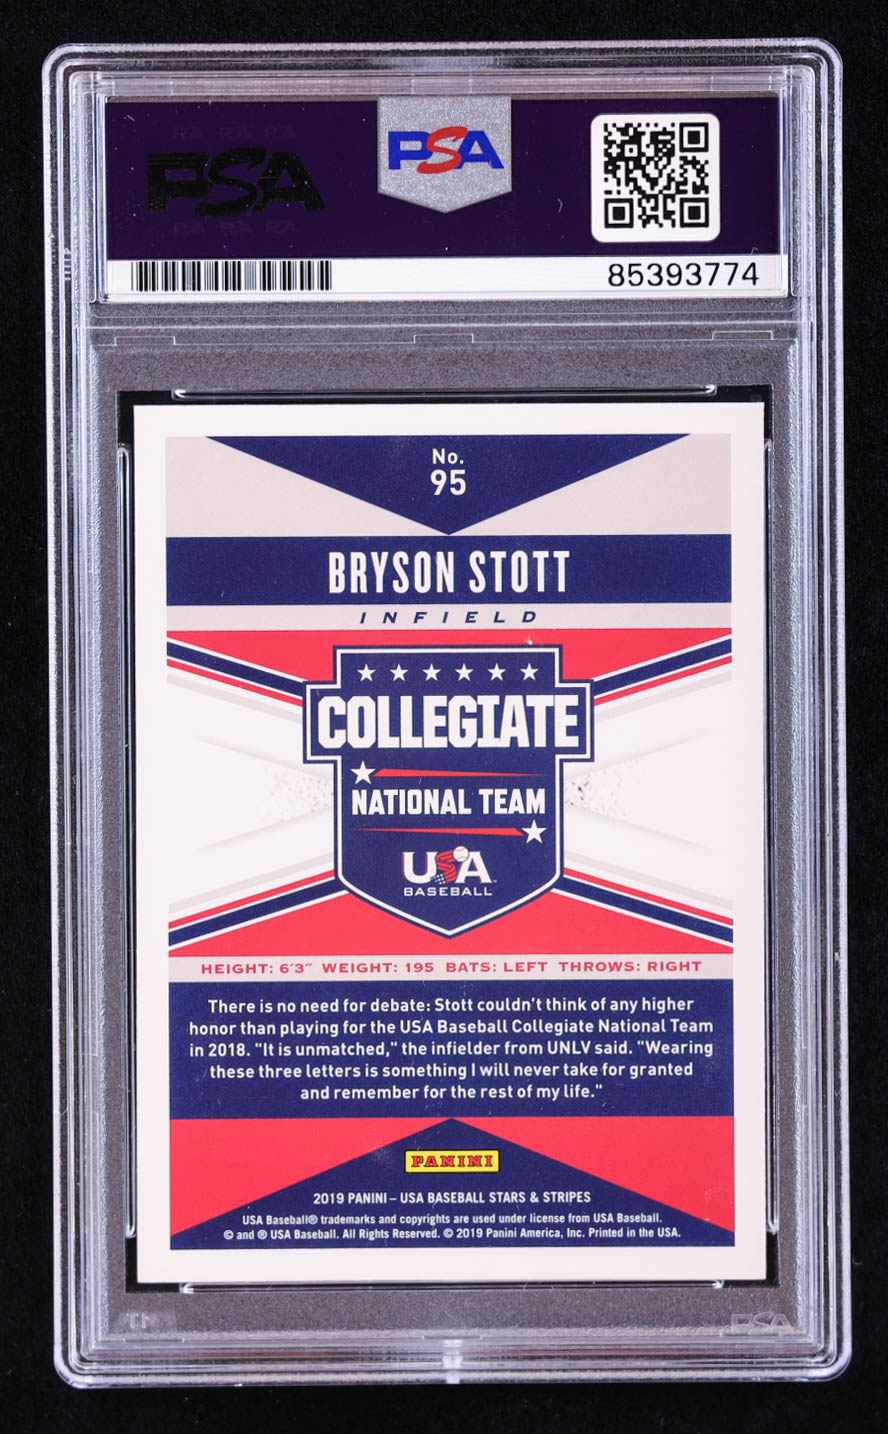 PSA
PSA
85393774
No.
95
BRYSON STOTT
INFIELD
COLLEGIATE
NATIONAL TEAM
USA
BASEBALL
HEIGHT: 6'3" WEIGHT: 195 BATS: LEFT THROWS: RIGHT
There is no need for debate: Stott couldn't think of any higher
honor than playing for the USA Baseball Collegiate National Team
in 2018. "It is unmatched," the infielder from UNLV said. "Wearing
these three letters is something I will never take for granted
and remember for the rest of my life."
PANINI
2019 PANINI – USA BASEBALL STARS & STRIPES
USA Baseball® trademarks and copyrights are used under license from USA Baseball.
© and ® USA Baseball. All Rights Reserved. © 2019 Panini America, Inc. Printed in the USA.
PSA